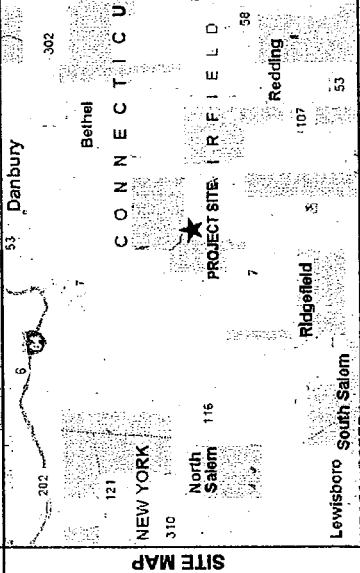 SITE MAP
53
Danbury
302
6
Bethel
7
202
C O N N E C T I C U
121
NEW YORK
58
PROJECT SITE
I R F I E L D
310
North
Salem
116
7
Redding
107
53
Ridgefield
Lewisboro
South Salem